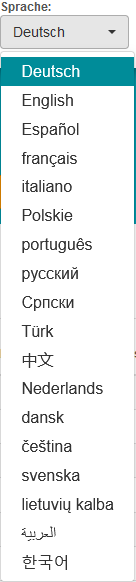 Sprache:
Deutsch
Deutsch
English
Español
français
italiano
Polskie
português
русский
Српски
Türk
中文
Nederlands
dansk
čeština
svenska
lietuvių kalba
العربية
한국어